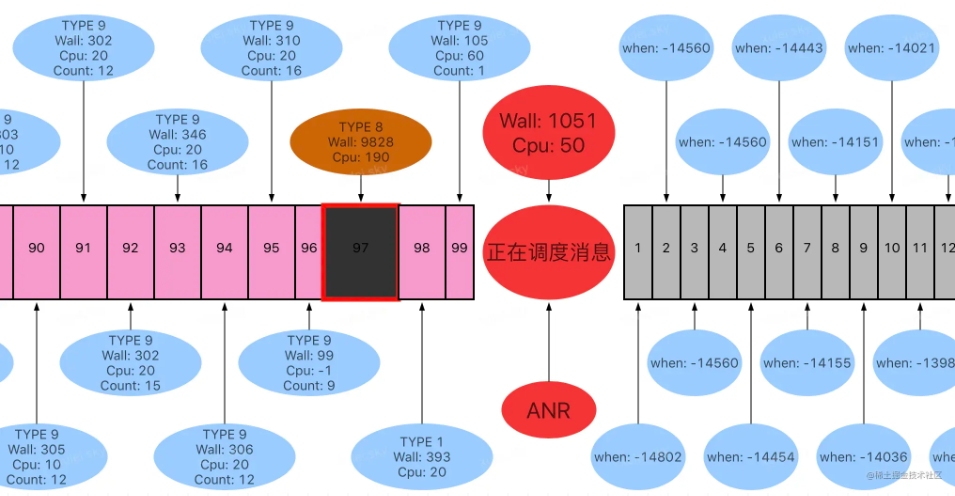 TYPE 9
Wall: 302
Cpu: 20
Count: 12
TYPE 9
Wall: 310
Cpu: 20
Count: 16
TYPE 9
Wall: 105
Cpu: 60
Count: 1
when: -14560
when: -14443
when: -14021
9
303
10
12
TYPE 9
Wall: 346
Cpu: 20
Count: 16
TYPE 8
Wall: 9828
Cpu: 190
Wall: 1051
Cpu: 50
when: -14560
when: -14151
when: -1
90
91
92
93
94
95
96
97
98
99
正在调度消息
1
2
3
4
5
6
7
8
9
10
11
12
TYPE 9
Wall: 302
Cpu: 20
Count: 15
TYPE 9
Wall: 99
Cpu: -1
Count: 9
when: -14560
when: -14155
when: -1398
ANR
TYPE 9
Wall: 305
Cpu: 10
Count: 12
TYPE 9
Wall: 306
Cpu: 20
Count: 12
TYPE 1
Wall: 393
Cpu: 20
when: -14802
when: -14454
when: -14036
whe
@稀土掘金技术社区